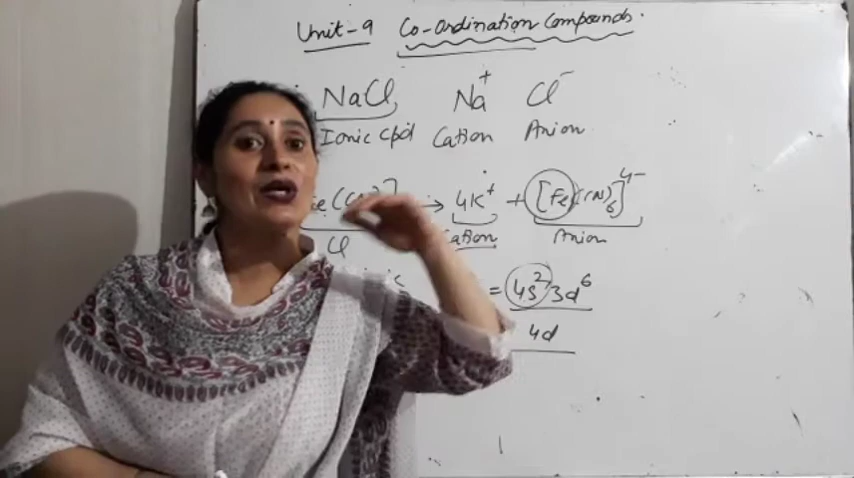 Unit-9 Co-ordination Compounds.
NaCl Na+ Cl-
Ionic Cpd Cation Anion
→ 4K+ + [Fe(CN)6]4-
Cation Anion
= 4s2 3d6
4d